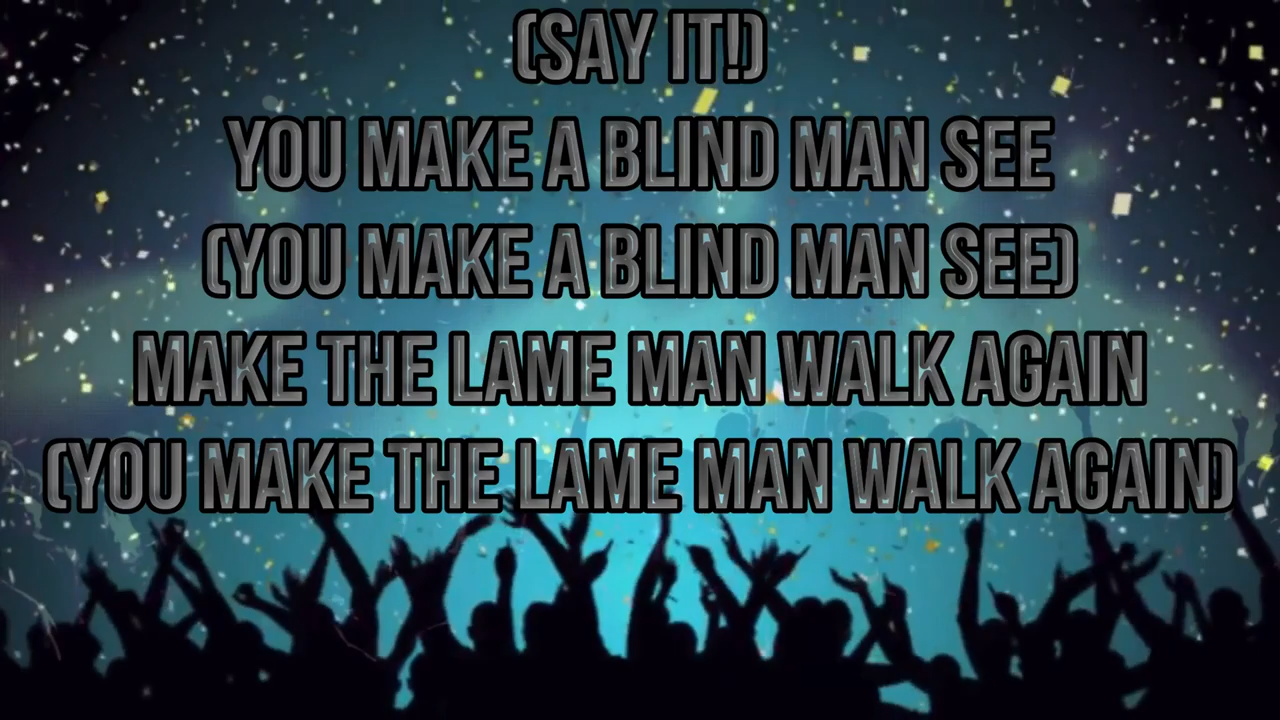 (SAY IT!)
YOU MAKE A BLIND MAN SEE
(YOU MAKE A BLIND MAN SEE)
MAKE THE LAME MAN WALK AGAIN
(YOU MAKE THE LAME MAN WALK AGAIN)